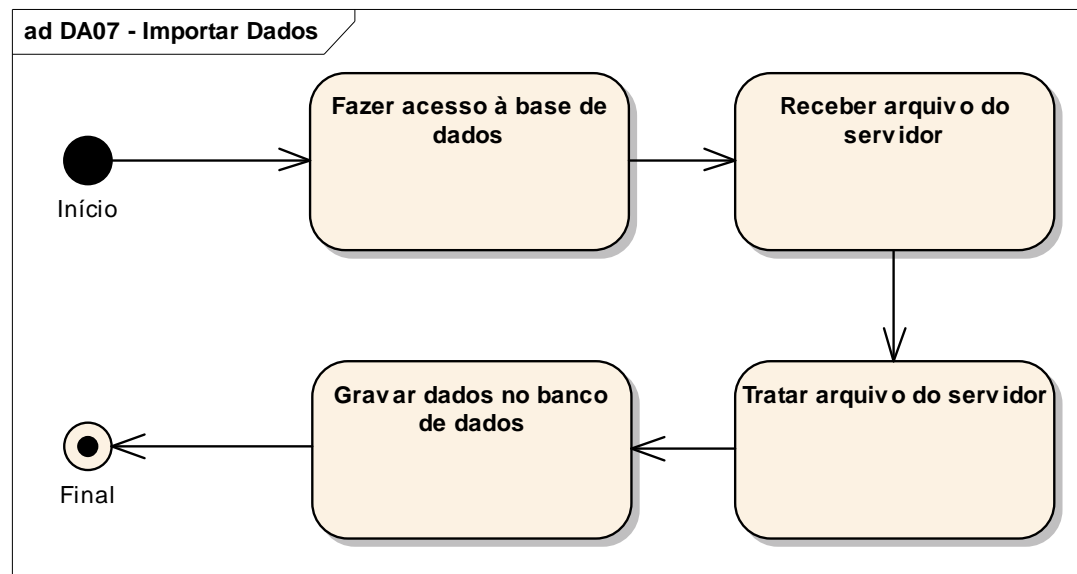 ad DA07 - Importar Dados
Fazer acesso à base de
dados
Receber arquivo do
servidor
Início
Gravar dados no banco
de dados
Tratar arquivo do servidor
Final